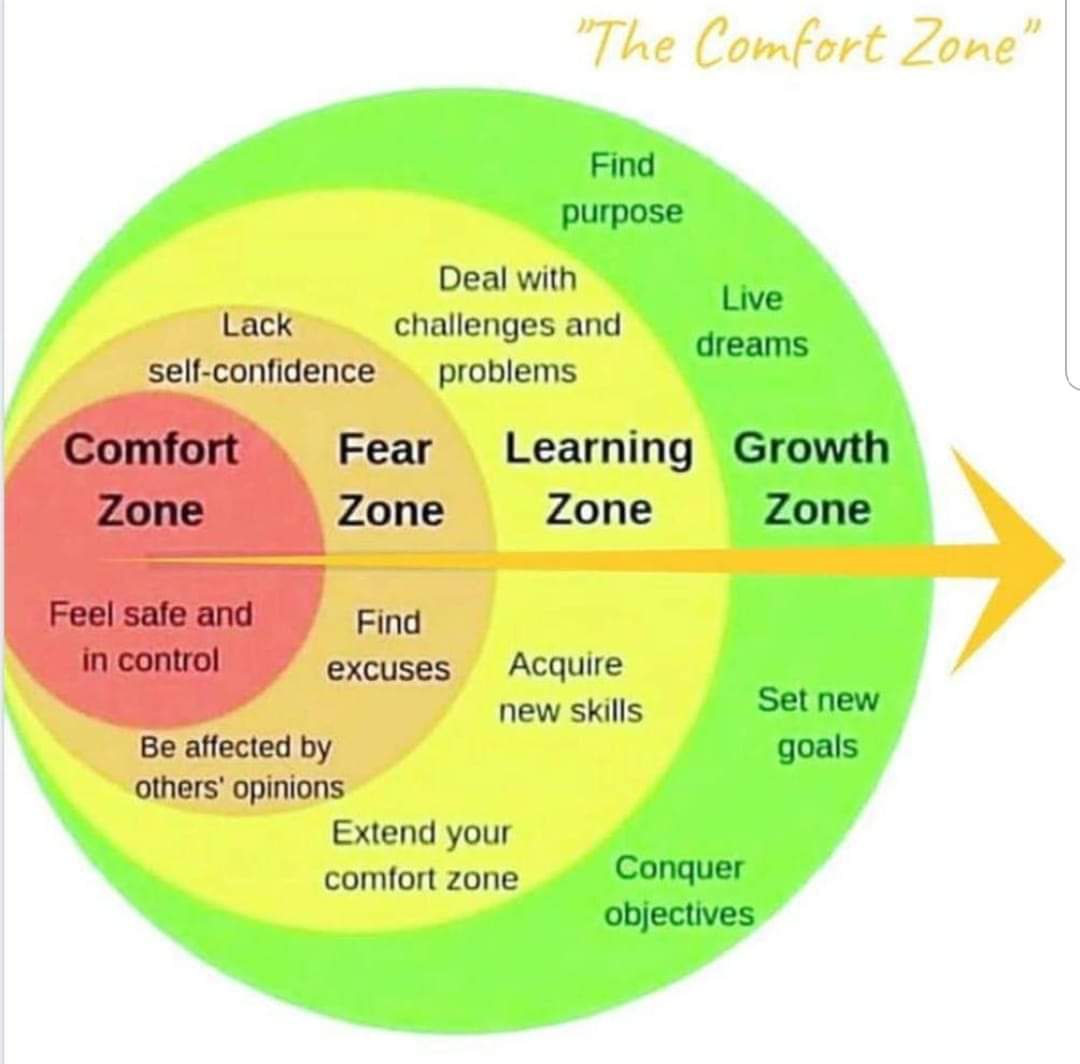 "The Comfort Zone"
Find
purpose
Deal with
challenges and
problems
Live
dreams
Lack
self-confidence
Comfort
Zone
Fear
Zone
Learning
Zone
Growth
Zone
Feel safe and
in control
Find
excuses
Acquire
new skills
Set new
goals
Be affected by
others' opinions
Extend your
comfort zone
Conquer
objectives